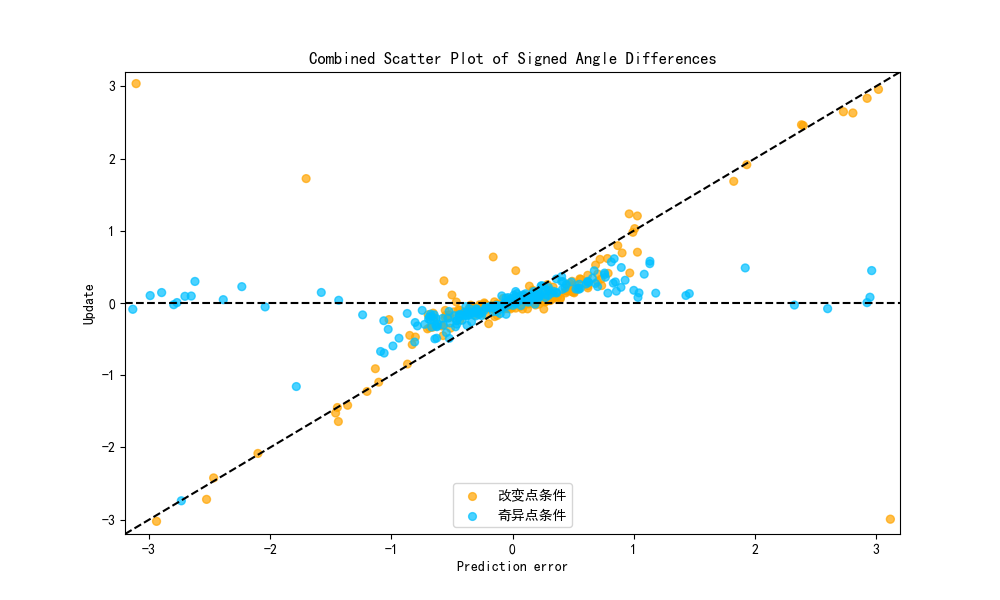 Combined Scatter Plot of Signed Angle Differences
3
2
1
0
−1
−2
−3
Update
改变点条件
奇异点条件
−3 −2 −1 0 1 2 3
Prediction error